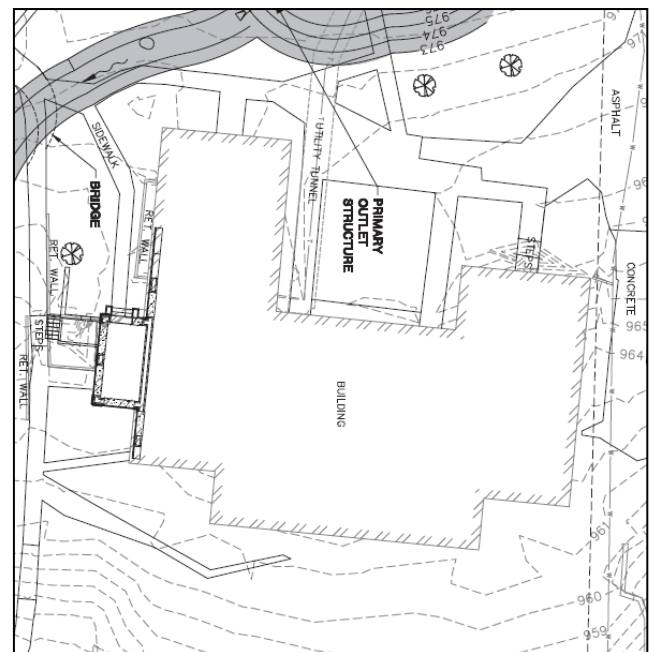 975
974
973
971
ASPHALT
SIDEWALK
BRIDGE
UTILITY TUNNEL
PRIMARY
OUTLET
STRUCTURE
RET. WALL
RET. WALL
STEPS
CONCRETE
965
964
STEPS
RET. WALL
BUILDING
961
960
959